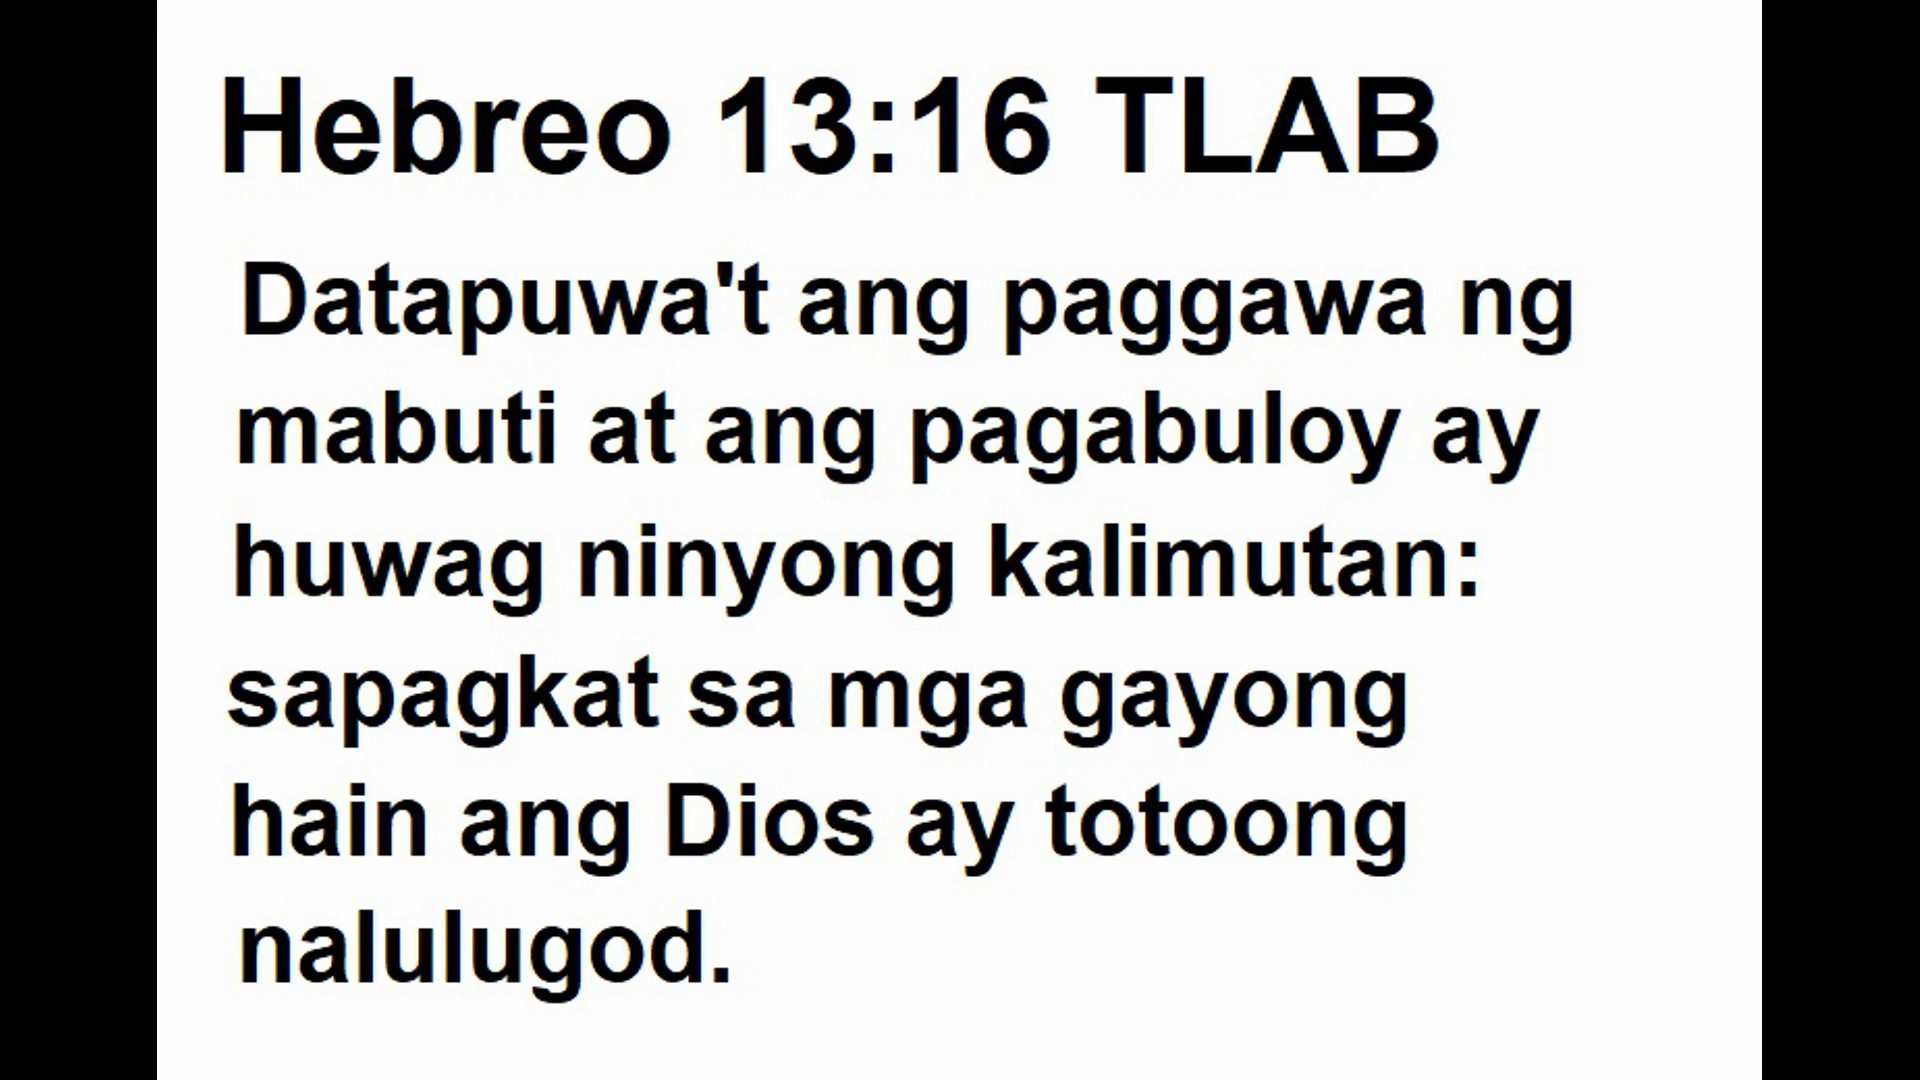 Hebreo 13:16 TLAB
Datapuwa't ang paggawa ng
mabuti at ang pagabuloy ay
huwag ninyong kalimutan:
sapagkat sa mga gayong
hain ang Dios ay totoong
nalulugod.